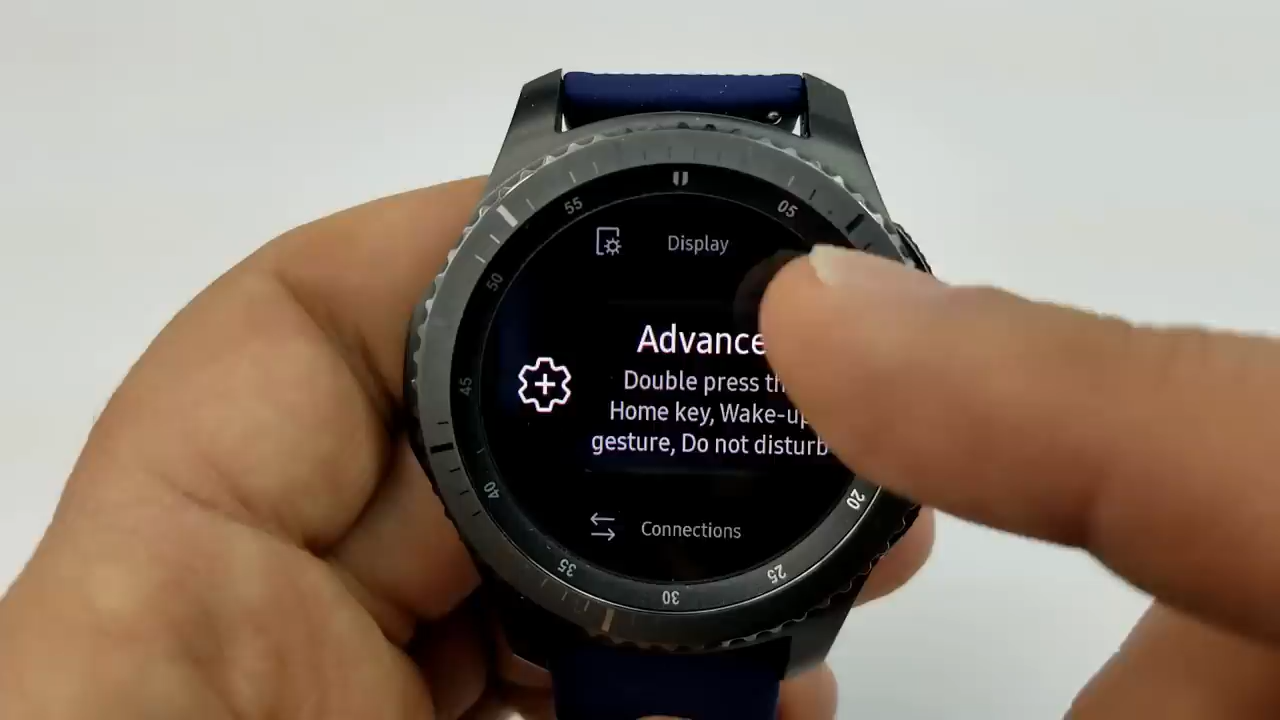 55
05
Display
50
Advance
Double press th
Home key, Wake-up
gesture, Do not disturb
45
40
20
Connections
35
25
30